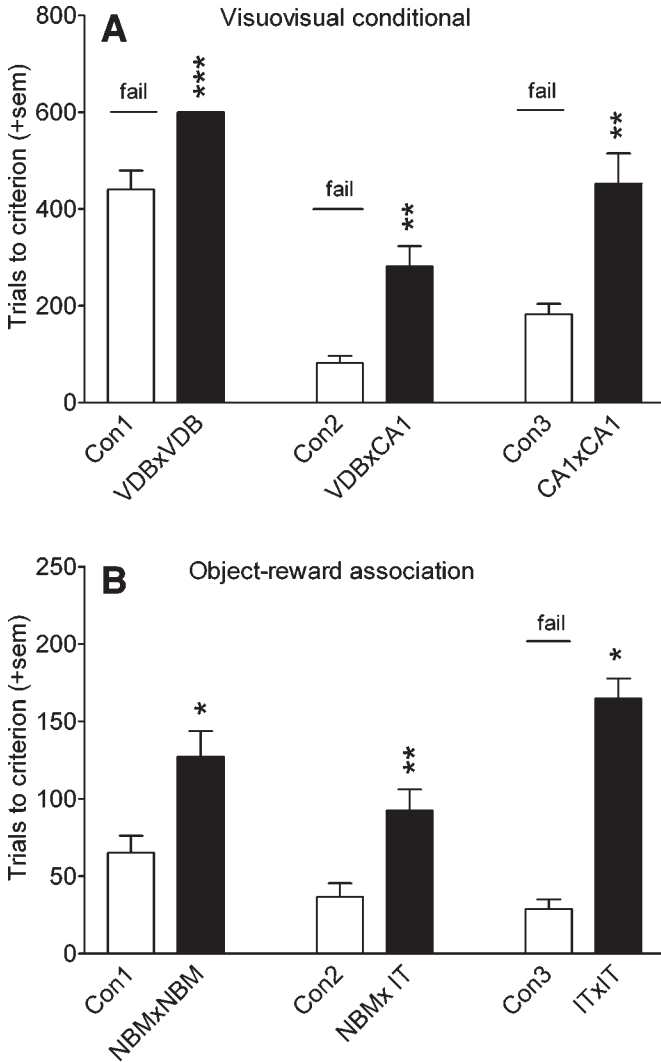 A
Visuovisual conditional
Trials to criterion (+sem)
800
600
400
200
0
fail
***
fail
**
fail
**
Con1
VDBxVDB
Con2
VDBxCA1
Con3
CA1xCA1
B
Object-reward association
Trials to criterion (+sem)
250
200
150
100
50
0
*
**
fail
*
Con1
NBMxNBM
Con2
NBMx IT
Con3
ITxIT